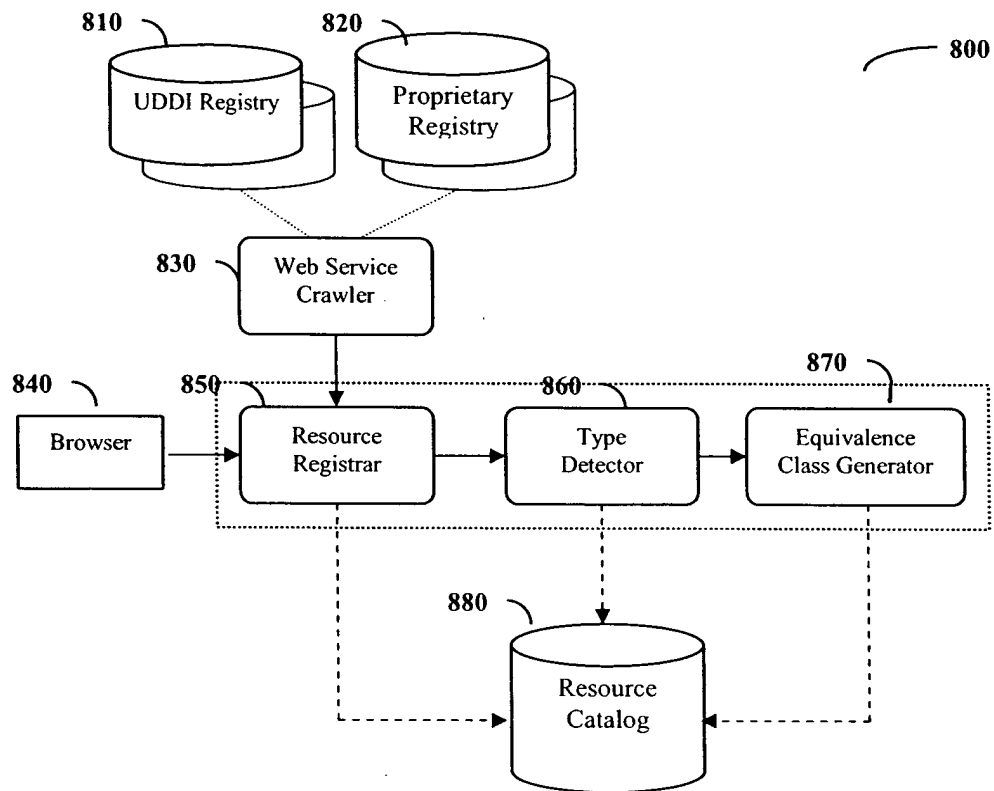 810
820
800
UDDI Registry
Proprietary
Registry
830
Web Service
Crawler
840
850
860
870
Browser
Resource
Registrar
Type
Detector
Equivalence
Class Generator
880
Resource
Catalog